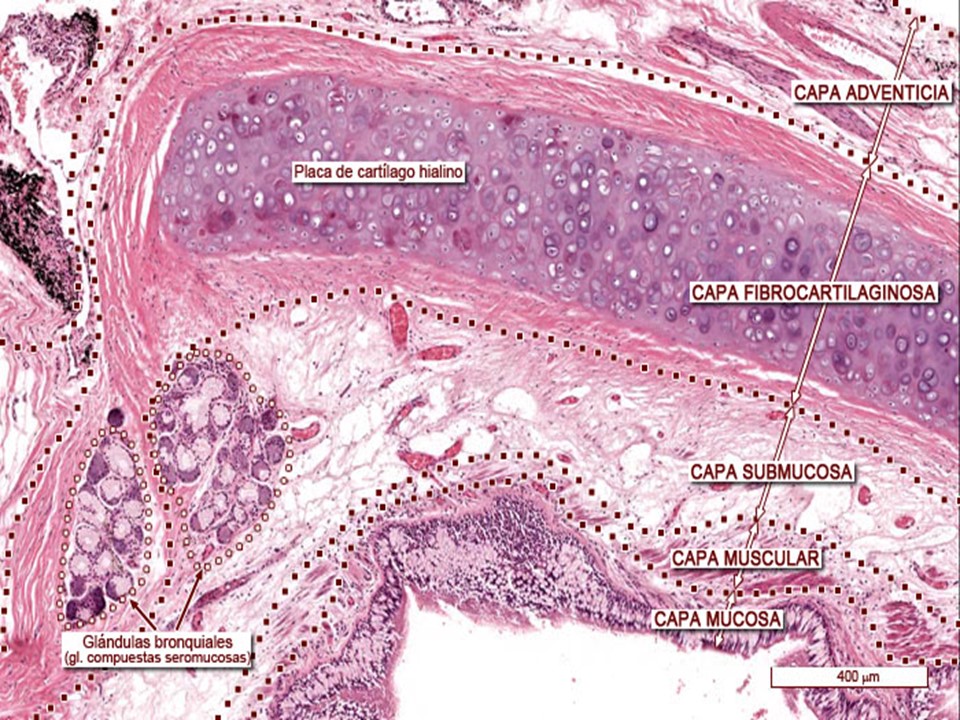 CAPA ADVENTICIA
Placa de cartílago hialino
CAPA FIBROCARTILAGINOSA
CAPA SUBMUCOSA
CAPA MUSCULAR
CAPA MUCOSA
Glándulas bronquiales
(gl. compuestas seromucosas)
400 µm